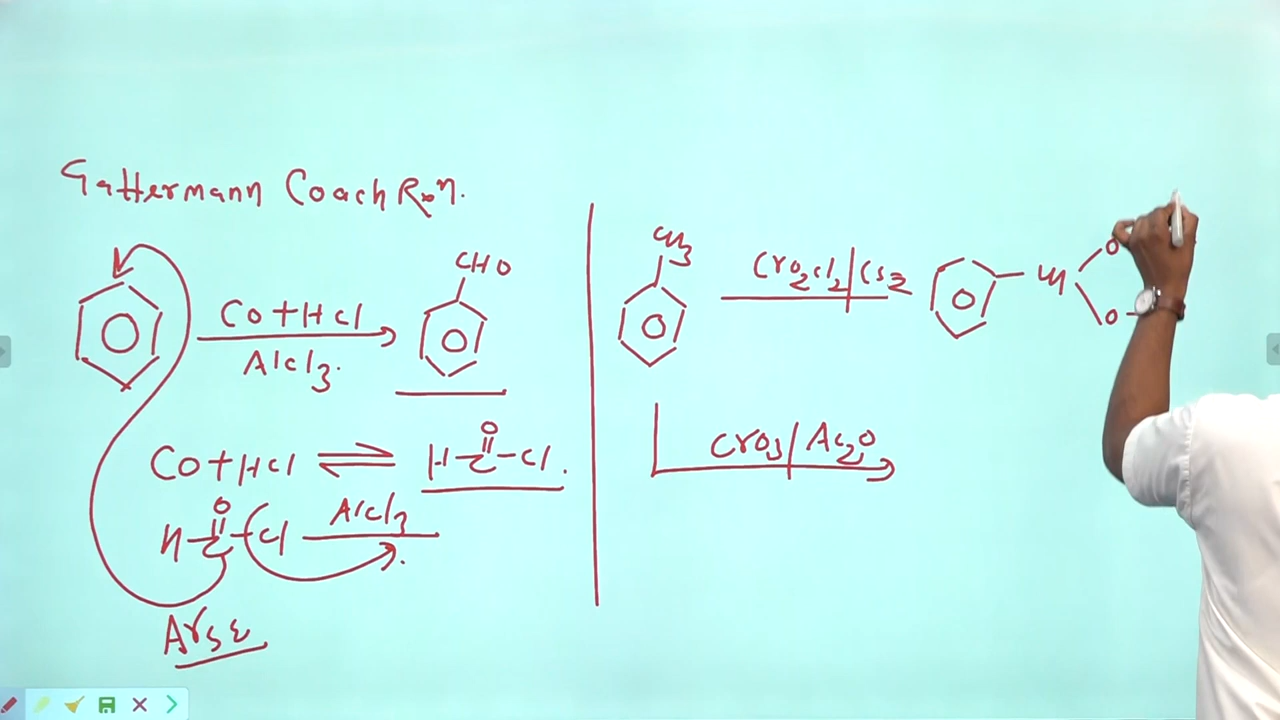 Gattermann Coach Rxn.
CHO
CO + HCl
AlCl3.
CO + HCl ⇌ H-C-Cl.
O
O
H-C-Cl AlCl3
ArSE
CH3
CrO2Cl2/CS2
CH
O
O-
CrO3/Ac2O